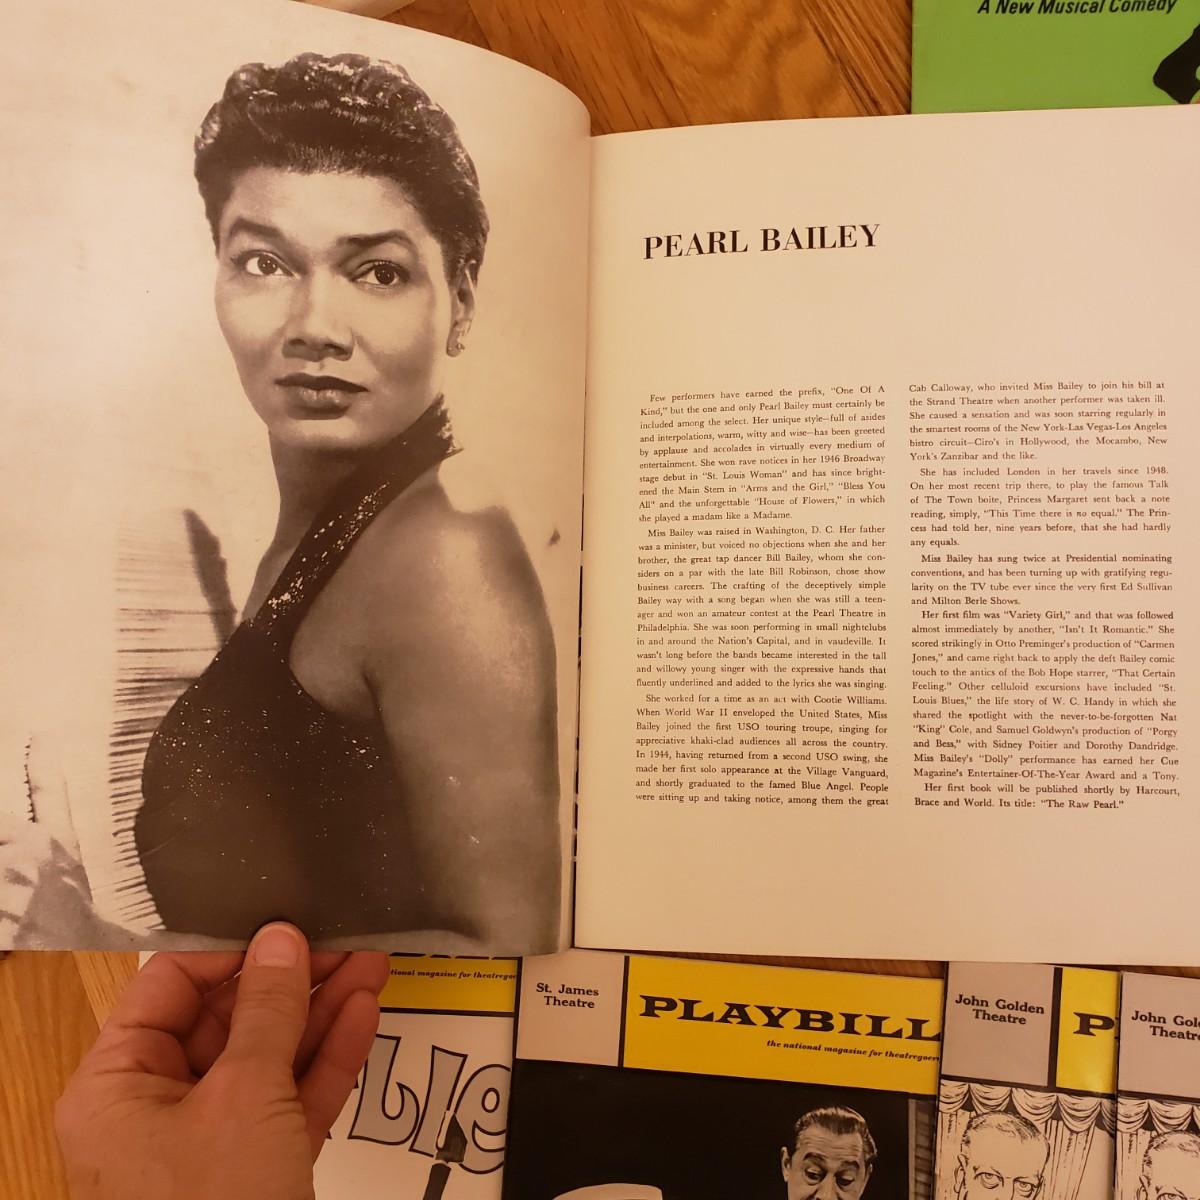 A New Musical Comedy
PEARL BAILEY
Few performers have earned the prefix, "One Of A
Kind," but the one and only Pearl Bailey must certainly be
included among the select. Her unique style—full of asides
and interpolations, warm, witty and wise—has been greeted
by applause and accolades in virtually every medium of
entertainment. She won rave notices in her 1946 Broadway
stage debut in "St. Louis Woman" and has since bright-
ened the Main Stem in "Arms and the Girl," "Bless You
All" and the unforgettable "House of Flowers," in which
she played a madam like a Madame.
Miss Bailey was raised in Washington, D. C. Her father
was a minister, but voiced no objections when she and her
brother, the great tap dancer Bill Bailey, whom she con-
siders on a par with the late Bill Robinson, chose show
business careers. The crafting of the deceptively simple
Bailey way with a song began when she was still a teen-
ager and won an amateur contest at the Pearl Theatre in
Philadelphia. She was soon performing in small nightclubs
in and around the Nation's Capital, and in vaudeville. It
wasn't long before the bands became interested in the tall
and willowy young singer with the expressive hands that
fluently underlined and added to the lyrics she was singing.
She worked for a time as an act with Cootie Williams.
When World War II enveloped the United States, Miss
Bailey joined the first USO touring troupe, singing for
appreciative khaki-clad audiences all across the country.
In 1944, having returned from a second USO swing, she
made her first solo appearance at the Village Vanguard,
and shortly graduated to the famed Blue Angel. People
were sitting up and taking notice, among them the great
Cab Calloway, who invited Miss Bailey to join his bill at
the Strand Theatre when another performer was taken ill.
She caused a sensation and was soon starring regularly in
the smartest rooms of the New York-Las Vegas-Los Angeles
bistro circuit—Ciro's in Hollywood, the Mocambo, New
York's Zanzibar and the like.
She has included London in her travels since 1948.
On her most recent trip there, to play the famous Talk
of The Town boite, Princess Margaret sent back a note
reading, simply, "This Time there is no equal." The Prin-
cess had told her, nine years before, that she had hardly
any equals.
Miss Bailey has sung twice at Presidential nominating
conventions, and has been turning up with gratifying regu-
larity on the TV tube ever since the very first Ed Sullivan
and Milton Berle Shows.
Her first film was "Variety Girl," and that was followed
almost immediately by another, "Isn't It Romantic." She
scored strikingly in Otto Preminger's production of "Carmen
Jones," and came right back to apply the deft Bailey comic
touch to the antics of the Bob Hope starrer, "That Certain
Feeling." Other celluloid excursions have included "St.
Louis Blues," the life story of W. C. Handy in which she
shared the spotlight with the never-to-be-forgotten Nat
"King" Cole, and Samuel Goldwyn's production of "Porgy
and Bess," with Sidney Poitier and Dorothy Dandridge.
Miss Bailey's "Dolly" performance has earned her Cue
Magazine's Entertainer-Of-The-Year Award and a Tony.
Her first book will be published shortly by Harcourt,
Brace and World. Its title: "The Raw Pearl."
national magazine for theatregoe
St. James
Theatre
PLAYBILL
the national magazine for theatregoer
John Golden
Theatre
P
John Gol
Theatr